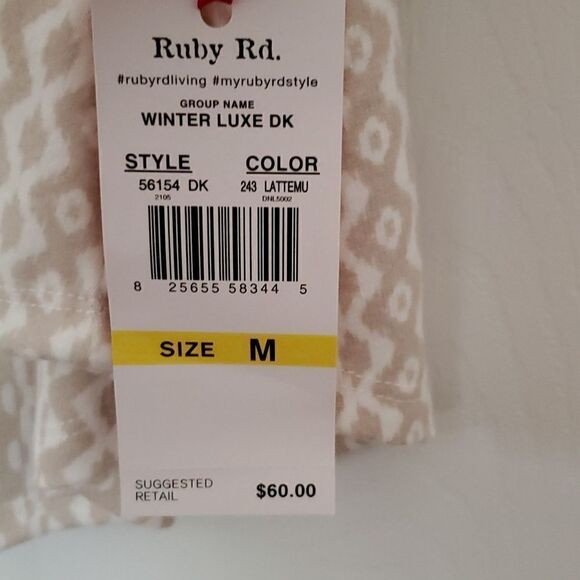 Ruby Rd.
#rubyrdliving #myrubyrdstyle
GROUP NAME
WINTER LUXE DK
STYLE COLOR
56154 DK 243 LATTEMU
2105 DNL5002
8 25655 58344 5
SIZE M
SUGGESTED
RETAIL
$60.00